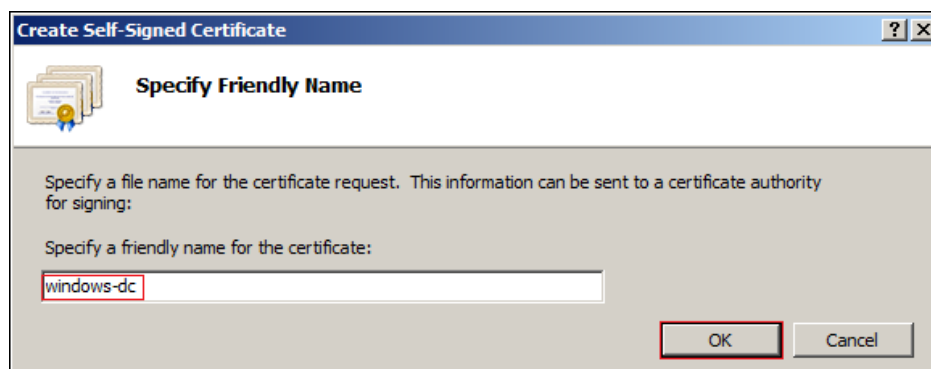 Create Self-Signed Certificate
Specify Friendly Name
Specify a file name for the certificate request.  This information can be sent to a certificate authority
for signing:
Specify a friendly name for the certificate:
windows-dc
OK Cancel